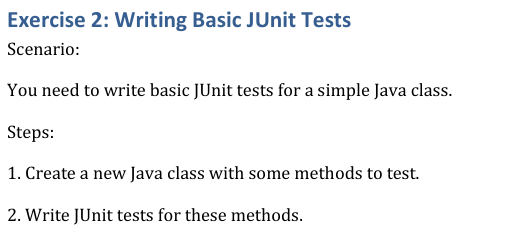 Exercise 2: Writing Basic JUnit Tests
Scenario:
You need to write basic JUnit tests for a simple Java class.
Steps:
1. Create a new Java class with some methods to test.
2. Write JUnit tests for these methods.